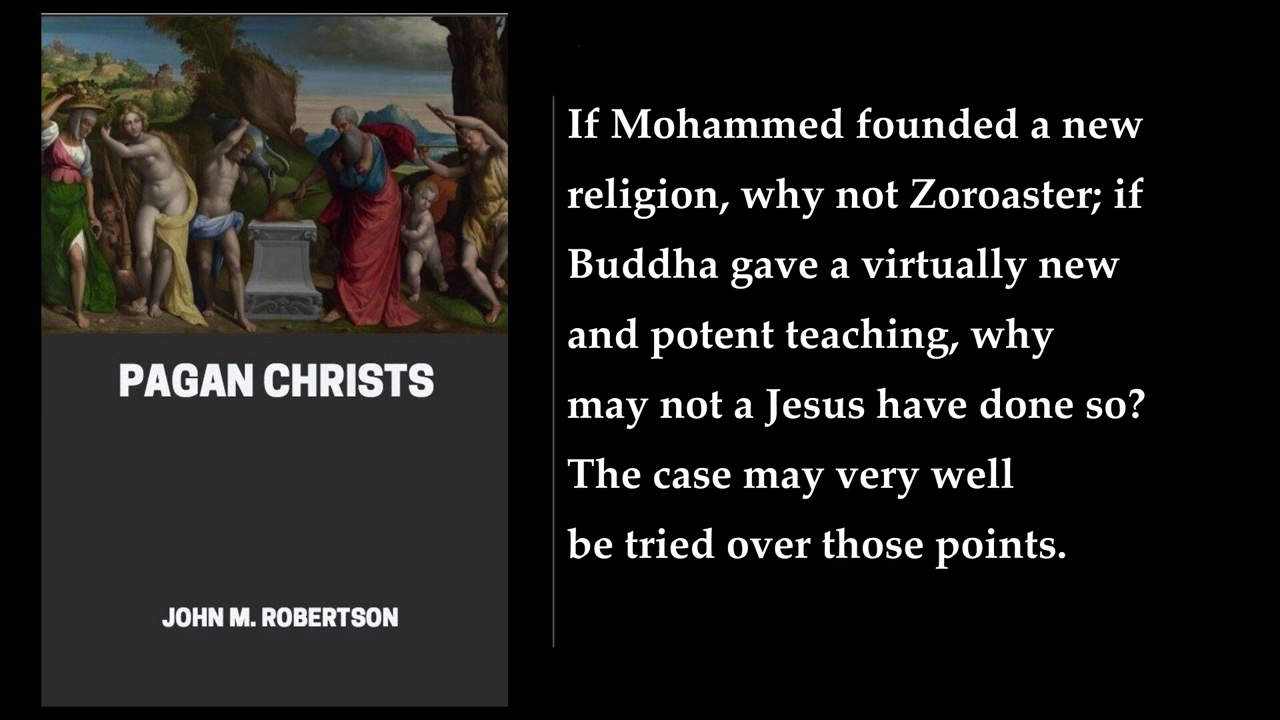 PAGAN CHRISTS
JOHN M. ROBERTSON
If Mohammed founded a new
religion, why not Zoroaster; if
Buddha gave a virtually new
and potent teaching, why
may not a Jesus have done so?
The case may very well
be tried over those points.